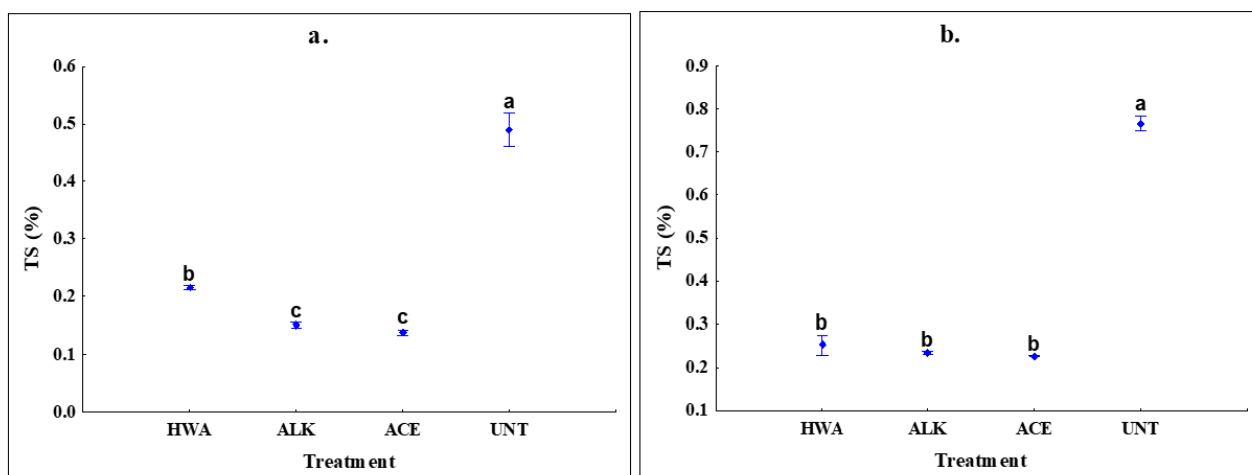 a.
TS (%)
0.6
0.5
0.4
0.3
0.2
0.1
0.0
a
b
c
c
HWA ALK ACE UNT
Treatment
b.
TS (%)
0.9
0.8
0.7
0.6
0.5
0.4
0.3
0.2
0.1
a
b
b
b
HWA ALK ACE UNT
Treatment